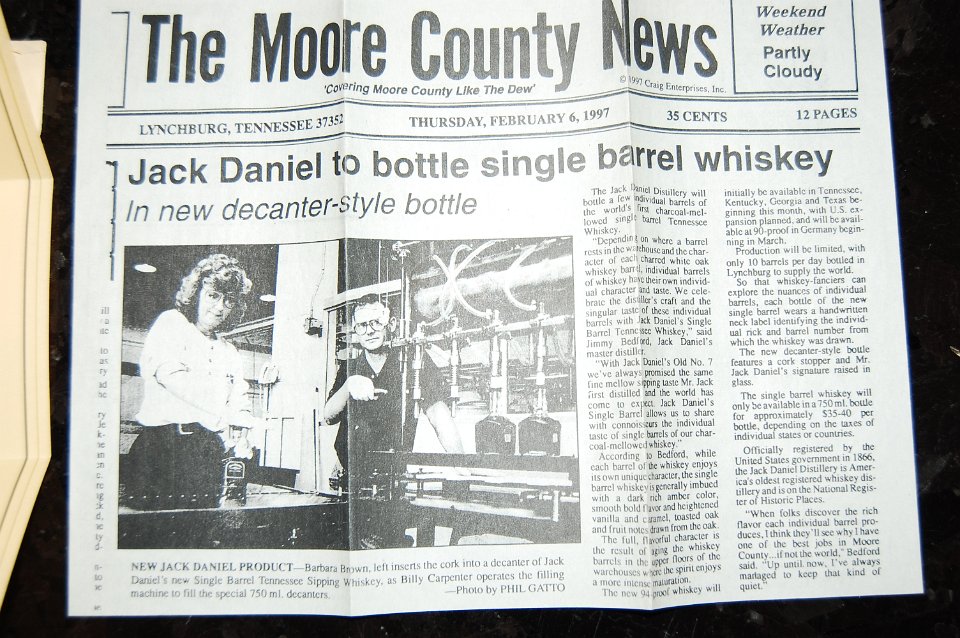 The Moore County News
Weekend
Weather
Partly
Cloudy
© 1997 Craig Enterprises, Inc.
'Covering Moore County Like The Dew'
LYNCHBURG, TENNESSEE 37352 THURSDAY, FEBRUARY 6, 1997 35 CENTS 12 PAGES
Jack Daniel to bottle single barrel whiskey
In new decanter-style bottle
The Jack Daniel Distillery will
bottle a few individual barrels of
the world's first charcoal-mel-
lowed single barrel Tennessee
Whiskey.
"Depending on where a barrel
rests in the warehouse and the char-
acter of each charred white oak
whiskey barrel, individual barrels
of whiskey have their own individ-
ual character and taste. We cele-
brate the distiller's craft and the
singular taste of these individual
barrels with Jack Daniel's Single
Barrel Tennessee Whiskey," said
Jimmy Bedford, Jack Daniel's
master distiller.
"With Jack Daniel's Old No. 7
we've always promised the same
fine mellow sipping taste Mr. Jack
first distilled and the world has
come to expect. Jack Daniel's
Single Barrel allows us to share
with connoisseurs the individual
taste of single barrels of our char-
coal-mellowed whiskey."
According to Bedford, while
each barrel of the whiskey enjoys
its own unique character, the single
barrel whiskey is generally imbued
with a dark rich amber color,
smooth bold flavor and heightened
vanilla and caramel, toasted oak
and fruit notes drawn from the oak.
The full, flavorful character is
the result of aging the whiskey
barrels in the upper floors of the
warehouses where the spirit enjoys
a more intense maturation.
The new 94-proof whiskey will
initially be available in Tennessee,
Kentucky, Georgia and Texas be-
ginning this month, with U.S. ex-
pansion planned, and will be avail-
able at 90-proof in Germany begin-
ning in March.
Production will be limited, with
only 10 barrels per day bottled in
Lynchburg to supply the world.
So that whiskey-fanciers can
explore the nuances of individual
barrels, each bottle of the new
single barrel wears a handwritten
neck label identifying the individ-
ual rick and barrel number from
which the whiskey was drawn.
The new decanter-style bottle
features a cork stopper and Mr.
Jack Daniel's signature raised in
glass.
The single barrel whiskey will
only be available in a 750 ml. bottle
for approximately $35-40 per
bottle, depending on the taxes of
individual states or countries.
Officially registered by the
United States government in 1866,
the Jack Daniel Distillery is Amer-
ica's oldest registered whiskey dis-
tillery and is on the National Regis-
ter of Historic Places.
"When folks discover the rich
flavor each individual barrel pro-
duces, I think they'll see why I have
one of the best jobs in Moore
County...if not the world," Bedford
said. "Up until now, I've always
managed to keep that kind of
quiet."
NEW JACK DANIEL PRODUCT—Barbara Brown, left inserts the cork into a decanter of Jack
Daniel's new Single Barrel Tennessee Sipping Whiskey, as Billy Carpenter operates the filling
machine to fill the special 750 ml. decanters. —Photo by PHIL GATTO